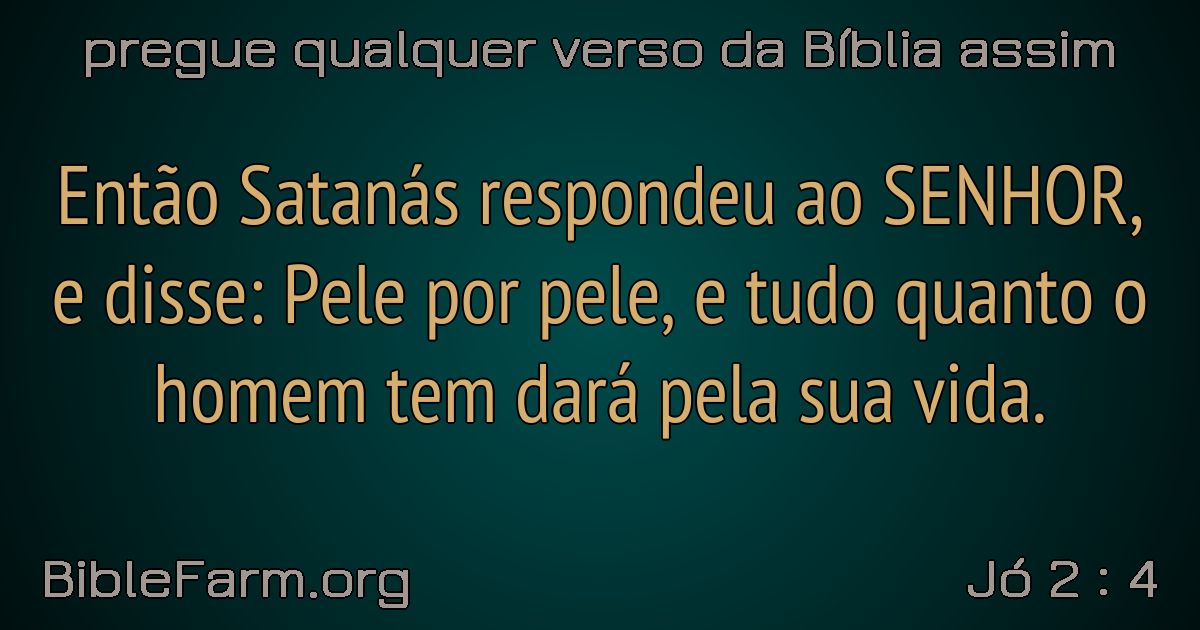 pregue qualquer verso da Bíblia assim
Então Satanás respondeu ao SENHOR,
e disse: Pele por pele, e tudo quanto o
homem tem dará pela sua vida.
BibleFarm.org
Jó 2 : 4